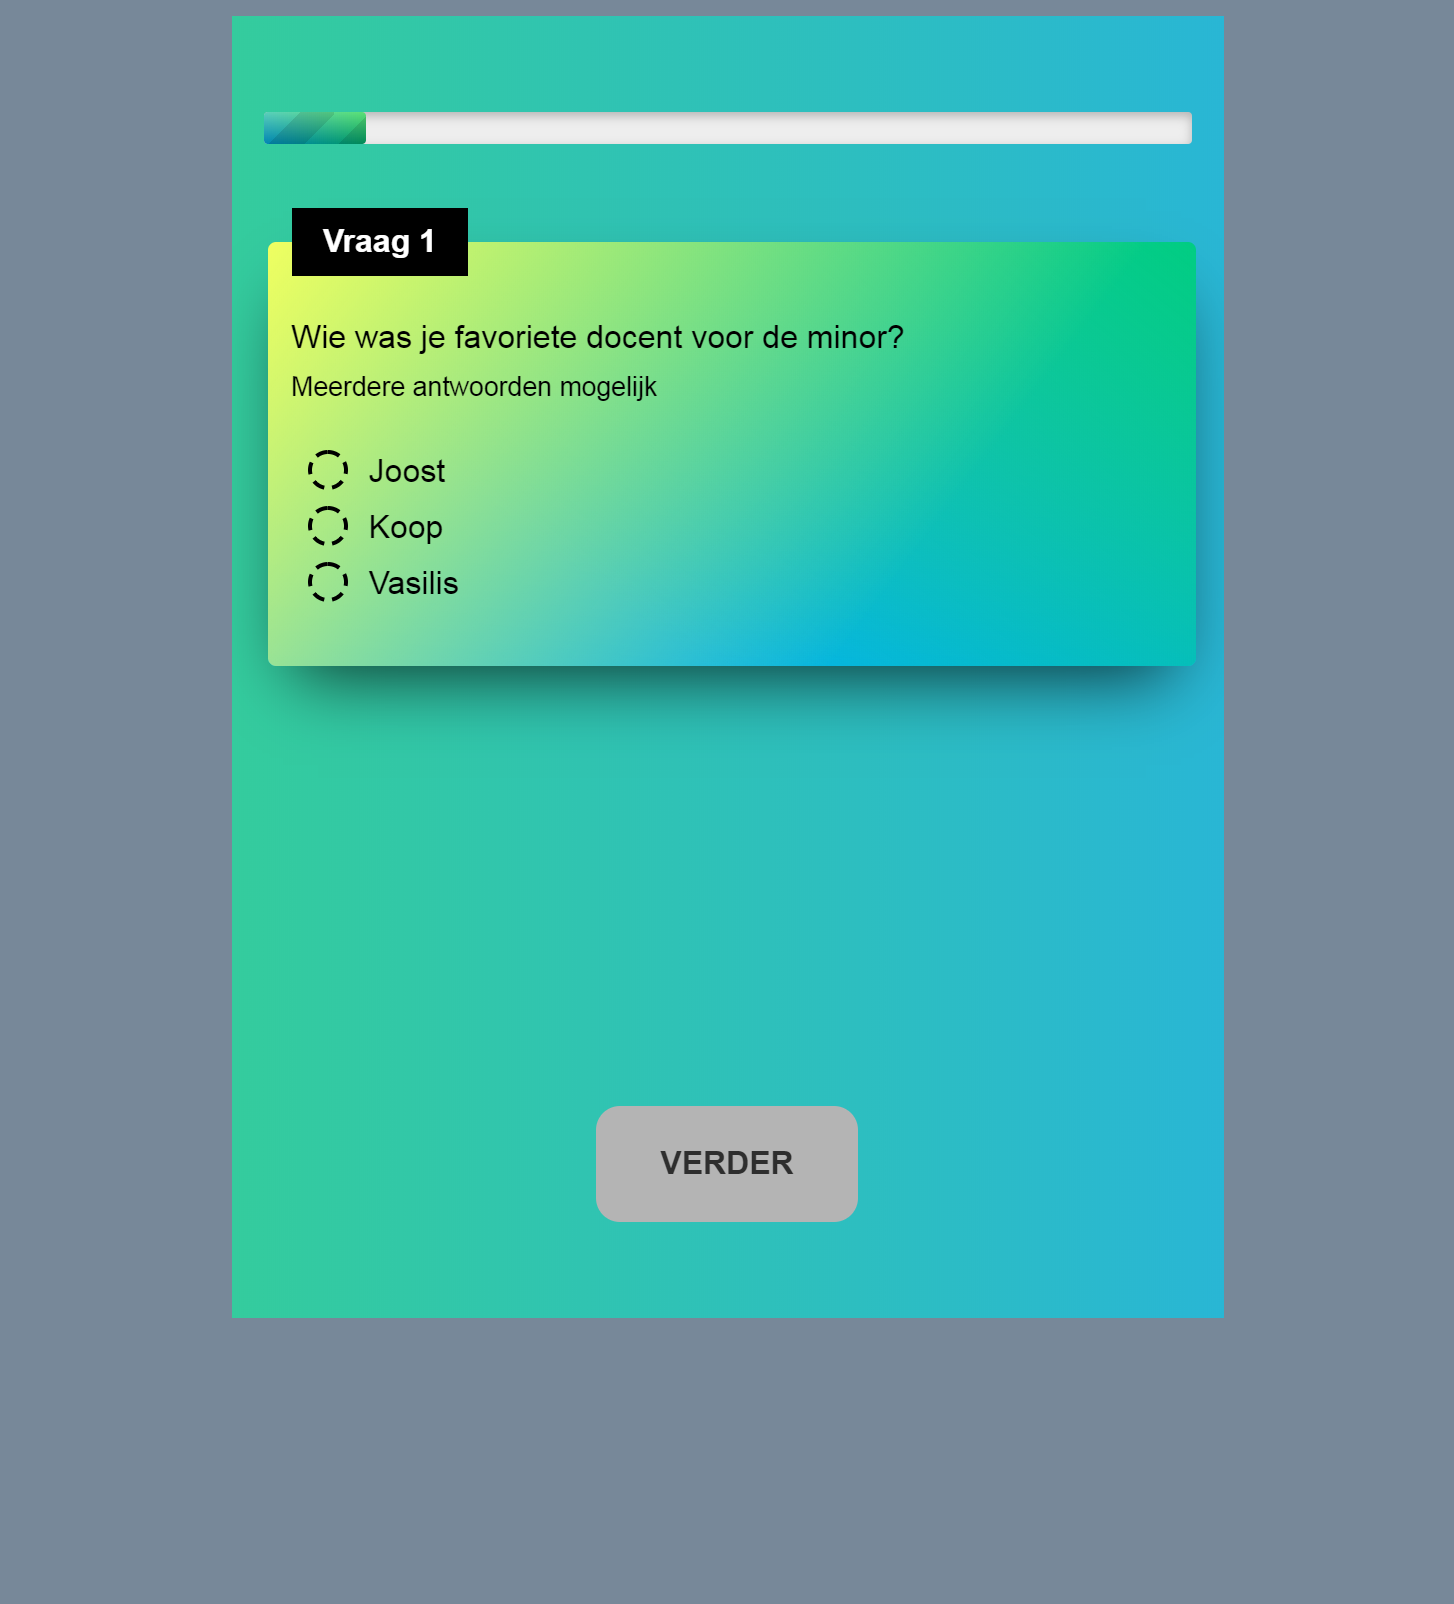 Vraag 1
Wie was je favoriete docent voor de minor?
Meerdere antwoorden mogelijk
Joost
Koop
Vasilis
VERDER